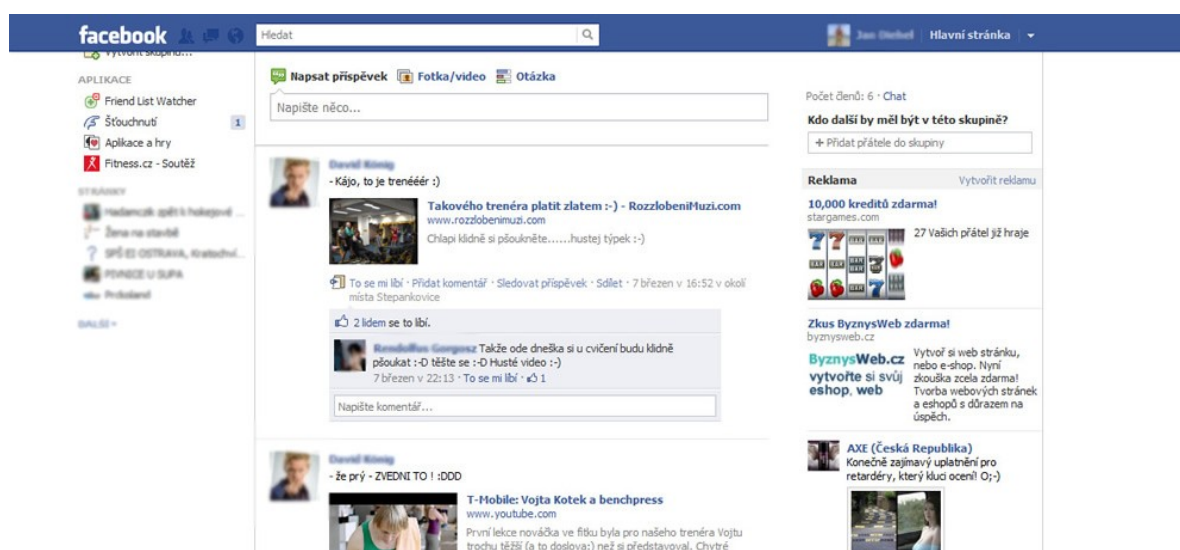 facebook
Hledat
Hlavní stránka
Vytvořit skupinu...
APLIKACE
Friend List Watcher
Šťouchnutí 1
Aplikace a hry
Fitness.cz - Soutěž
STRÁNKY
Žena na stavbě
DALŠÍ
Napsat příspěvek Fotka/video Otázka
Napište něco...
- Kájo, to je trenééér :)
Takového trenéra platit zlatem :-) - RozzlobeniMuzi.com
www.rozzlobenimuzi.com
Chlapi klidně si pšoukněte......hustej týpek :-)
To se mi líbí · Přidat komentář · Sledovat příspěvek · Sdílet · 7 březen v 16:52 v okolí
místa Stepankovice
2 lidem se to líbí.
Takže ode dneška si u cvičení budu klidně
pšoukat :-D těšte se :-D Husté video :-)
7 březen v 22:13 · To se mi líbí · 1
Napište komentář...
- že prý - ZVEDNI TO ! :DDD
T-Mobile: Vojta Kotek a benchpress
www.youtube.com
První lekce nováčka ve fitku byla pro našeho trenéra Vojtu
trochu těžší (a to doslova:) než si představoval. Chytré
Počet členů: 6 · Chat
Kdo další by měl být v této skupině?
+ Přidat přátele do skupiny
Reklama Vytvořit reklamu
10,000 kreditů zdarma!
stargames.com
27 Vašich přátel již hraje
Zkus ByznysWeb zdarma!
byznysweb.cz
ByznysWeb.cz
vytvořte si svůj
eshop, web
Vytvoř si web stránku,
nebo e-shop. Nyní
zkouška zcela zdarma!
Tvorba webových stránek
a eshopů s důrazem na
úspěch.
AXE (Česká Republika)
Konečně zajímavý uplatnění pro
retardéry, který kluci ocení! O;-)